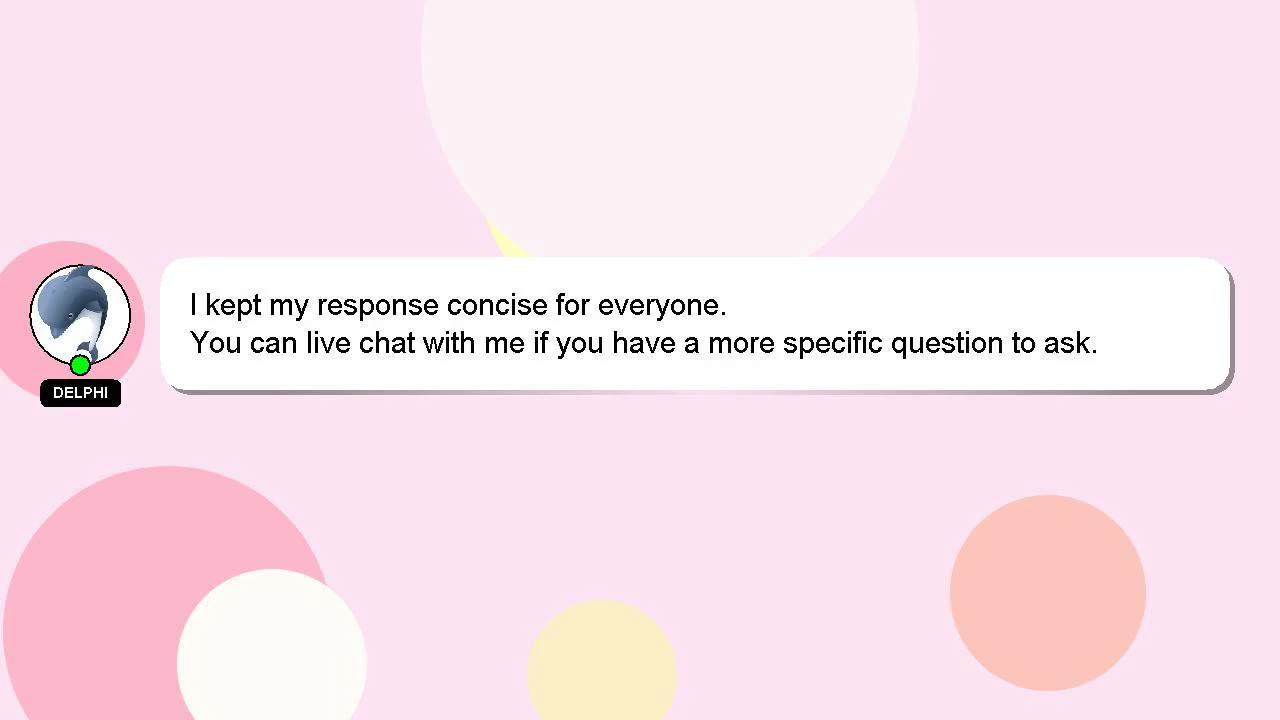 I kept my response concise for everyone.
You can live chat with me if you have a more specific question to ask.
DELPHI